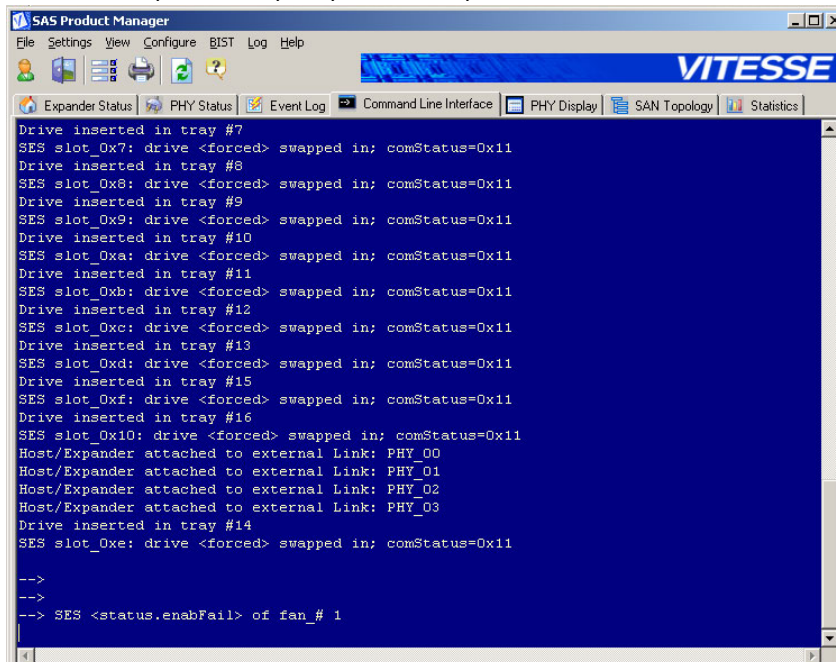 SAS Product Manager
File Settings View Configure BIST Log Help
VITESSE
Expander Status PHY Status Event Log Command Line Interface PHY Display SAN Topology Statistics
Drive inserted in tray #7
SES slot_0x7: drive <forced> swapped in; comStatus=0x11
Drive inserted in tray #8
SES slot_0x8: drive <forced> swapped in; comStatus=0x11
Drive inserted in tray #9
SES slot_0x9: drive <forced> swapped in; comStatus=0x11
Drive inserted in tray #10
SES slot_0xa: drive <forced> swapped in; comStatus=0x11
Drive inserted in tray #11
SES slot_0xb: drive <forced> swapped in; comStatus=0x11
Drive inserted in tray #12
SES slot_0xc: drive <forced> swapped in; comStatus=0x11
Drive inserted in tray #13
SES slot_0xd: drive <forced> swapped in; comStatus=0x11
Drive inserted in tray #15
SES slot_0xf: drive <forced> swapped in; comStatus=0x11
Drive inserted in tray #16
SES slot_0x10: drive <forced> swapped in; comStatus=0x11
Host/Expander attached to external Link: PHY_00
Host/Expander attached to external Link: PHY_01
Host/Expander attached to external Link: PHY_02
Host/Expander attached to external Link: PHY_03
Drive inserted in tray #14
SES slot_0xe: drive <forced> swapped in; comStatus=0x11
-->
-->
--> SES <status.enabFail> of fan_# 1